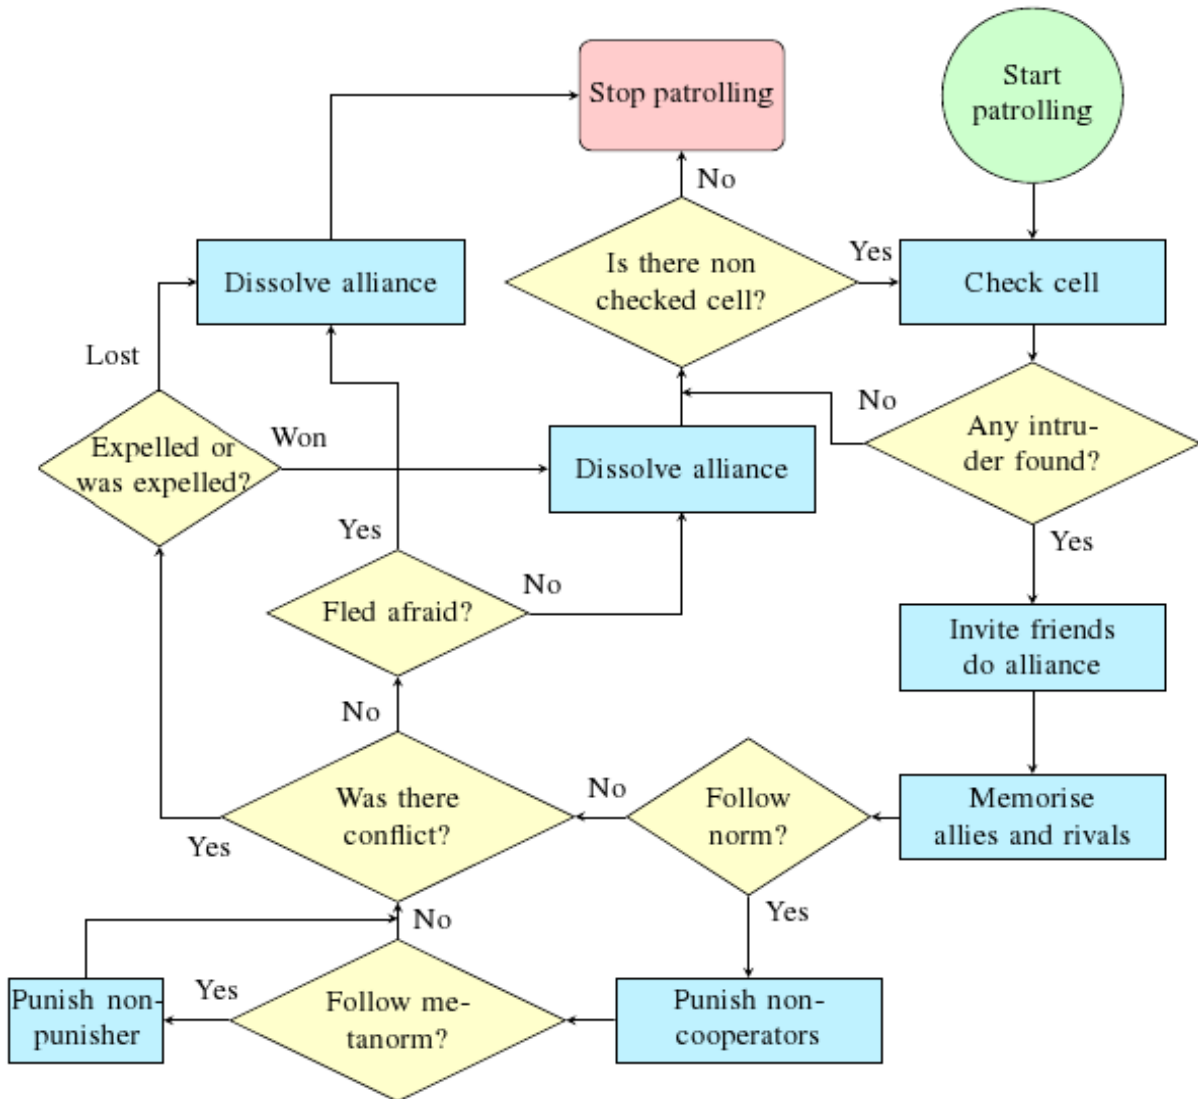 Stop patrolling
Start
patrolling
No
Is there non
checked cell?
Yes
Check cell
Dissolve alliance
Lost
Expelled or
was expelled?
Won
Dissolve alliance
No
Any intru-
der found?
Yes
Yes
Fled afraid?
No
Invite friends
do alliance
No
Was there
conflict?
Yes
No
Follow
norm?
Yes
Memorise
allies and rivals
No
Punish non-
punisher
Yes
Follow me-
tanorm?
Punish non-
cooperators